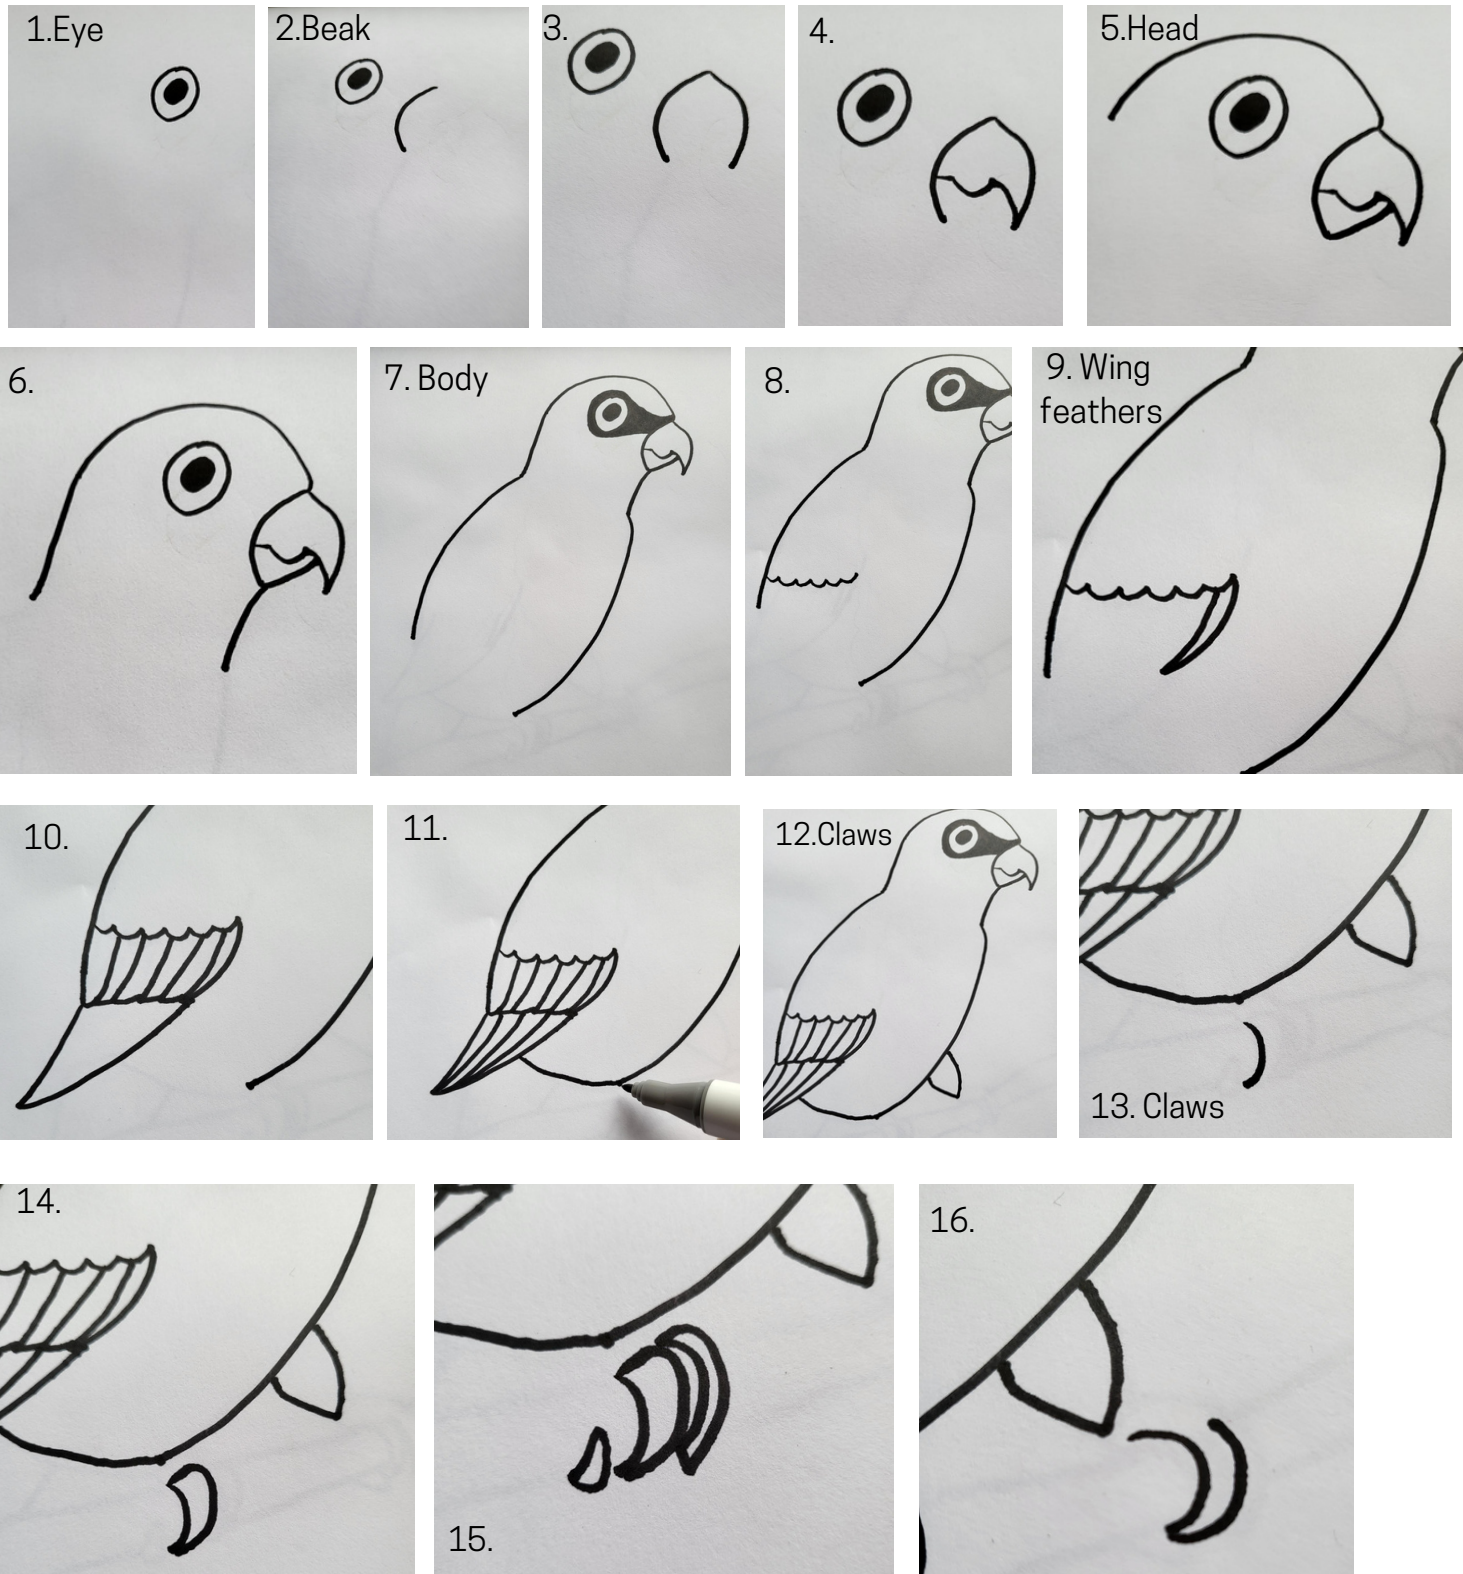 1.Eye
2.Beak
3.
4.
5.Head
6.
7. Body
8.
9. Wing
feathers
10.
11.
12.Claws
13. Claws
14.
15.
16.